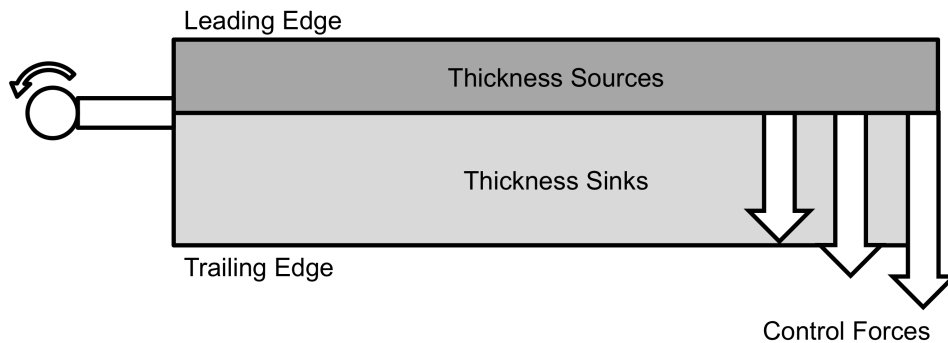 Leading Edge
Thickness Sources
Thickness Sinks
Trailing Edge
Control Forces